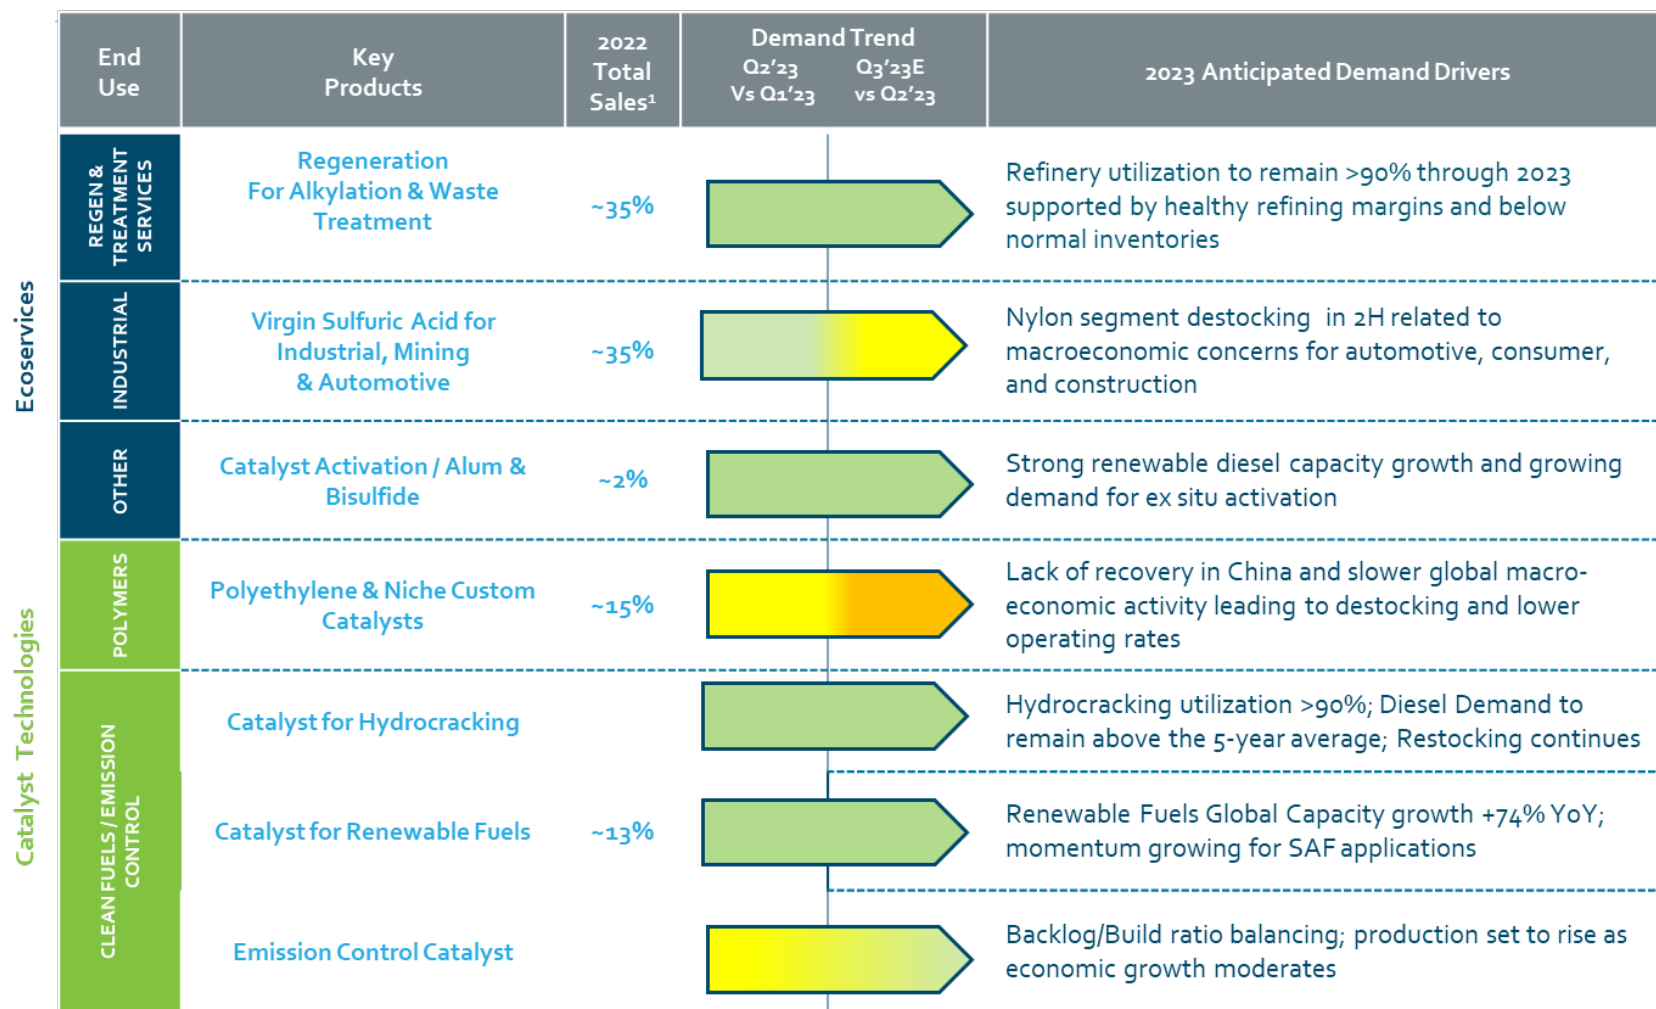 End
Use
Key
Products
2022
Total
Sales¹
Demand Trend
Q2'23
Vs Q1'23
Q3'23E
vs Q2'23
2023 Anticipated Demand Drivers
Ecoservices
REGEN &
TREATMENT
SERVICES
Regeneration
For Alkylation & Waste
Treatment
~35%
Refinery utilization to remain >90% through 2023
supported by healthy refining margins and below
normal inventories
INDUSTRIAL
Virgin Sulfuric Acid for
Industrial, Mining
& Automotive
~35%
Nylon segment destocking in 2H related to
macroeconomic concerns for automotive, consumer,
and construction
OTHER
Catalyst Activation / Alum &
Bisulfide
~2%
Strong renewable diesel capacity growth and growing
demand for ex situ activation
Catalyst Technologies
POLYMERS
Polyethylene & Niche Custom
Catalysts
~15%
Lack of recovery in China and slower global macro-
economic activity leading to destocking and lower
operating rates
CLEAN FUELS / EMISSION
CONTROL
Catalyst for Hydrocracking
Hydrocracking utilization >90%; Diesel Demand to
remain above the 5-year average; Restocking continues
Catalyst for Renewable Fuels
~13%
Renewable Fuels Global Capacity growth +74% YoY;
momentum growing for SAF applications
Emission Control Catalyst
Backlog/Build ratio balancing; production set to rise as
economic growth moderates